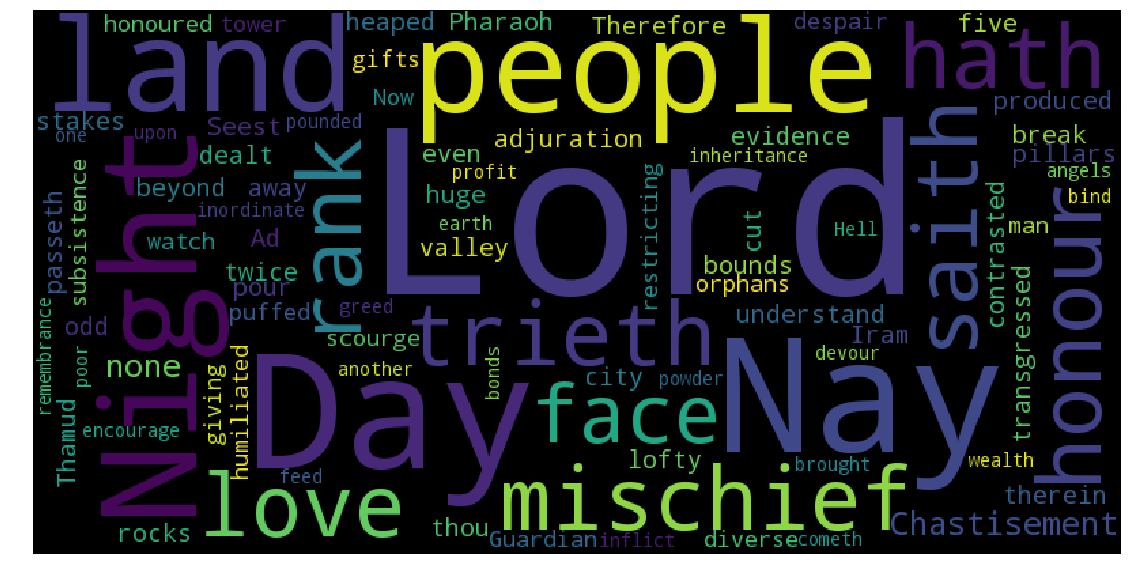 honoured tower heaped Pharaoh Therefore despair five
land people hath
gifts
Now
stakes Seest pounded adjuration evidence produced
one upon break
dealt even inheritance pillars
Night rank Lord saith honour
profit angels
beyond away huge bind
inordinate earth
subsistence passeth restricting cut Hell contrasted man
watch Ad valley
twice bounds
pour orphans
puffed greed understand
odd trieth Iram
remembrance scourge
poor none Day another bonds city powder devour Nay transgressed
giving humiliated face
Thamud
encourage lofty brought wealth
feed therein
love mischief
rocks thou Chastisement
Guardian inflict diverse cometh